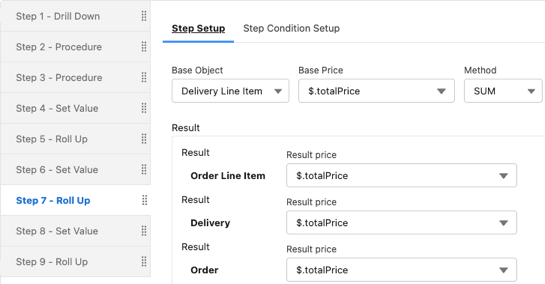 Step 1 - Drill Down
Step 2 - Procedure
Step 3 - Procedure
Step 4 - Set Value
Step 5 - Roll Up
Step 6 - Set Value
Step 7 - Roll Up
Step 8 - Set Value
Step 9 - Roll Up
Step Setup Step Condition Setup
Base Object Base Price Method
Delivery Line Item $.totalPrice SUM
Result
Result Result price
Order Line Item $.totalPrice
Result Result price
Delivery $.totalPrice
Result Result price
Order $.totalPrice